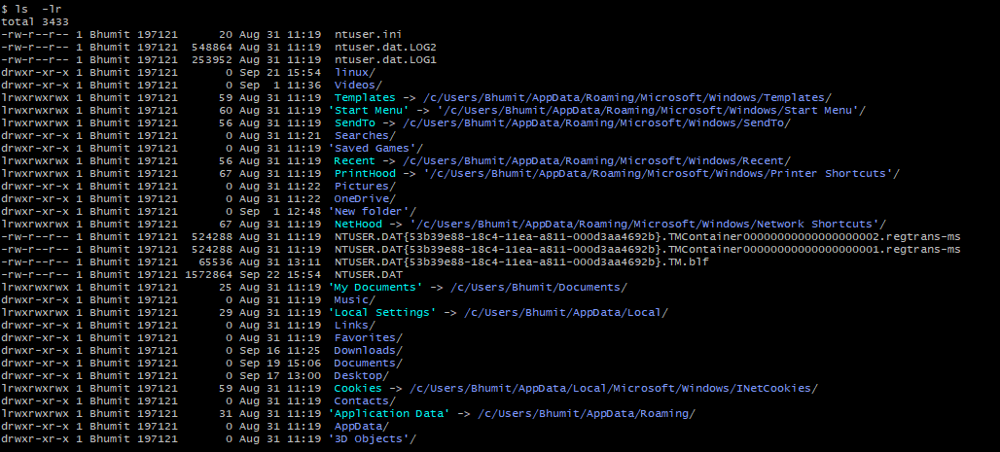 $ ls  -lr
total 3433
-rw-r--r-- 1 Bhumit 197121      20 Aug 31 11:19  ntuser.ini
-rw-r--r-- 1 Bhumit 197121  548864 Aug 31 11:19  ntuser.dat.LOG2
-rw-r--r-- 1 Bhumit 197121  253952 Aug 31 11:19  ntuser.dat.LOG1
drwxr-xr-x 1 Bhumit 197121       0 Sep 21 15:54  linux/
drwxr-xr-x 1 Bhumit 197121       0 Sep  1 11:36  Videos/
lrwxrwxrwx 1 Bhumit 197121      59 Aug 31 11:19  Templates -> /c/Users/Bhumit/AppData/Roaming/Microsoft/Windows/Templates/
lrwxrwxrwx 1 Bhumit 197121      60 Aug 31 11:19 'Start Menu' -> '/c/Users/Bhumit/AppData/Roaming/Microsoft/Windows/Start Menu'/
lrwxrwxrwx 1 Bhumit 197121      56 Aug 31 11:19  SendTo -> /c/Users/Bhumit/AppData/Roaming/Microsoft/Windows/SendTo/
drwxr-xr-x 1 Bhumit 197121       0 Aug 31 11:21  Searches/
drwxr-xr-x 1 Bhumit 197121       0 Aug 31 11:19 'Saved Games'/
lrwxrwxrwx 1 Bhumit 197121      56 Aug 31 11:19  Recent -> /c/Users/Bhumit/AppData/Roaming/Microsoft/Windows/Recent/
lrwxrwxrwx 1 Bhumit 197121      67 Aug 31 11:19  PrintHood -> '/c/Users/Bhumit/AppData/Roaming/Microsoft/Windows/Printer Shortcuts'/
drwxr-xr-x 1 Bhumit 197121       0 Aug 31 11:22  Pictures/
drwxr-xr-x 1 Bhumit 197121       0 Aug 31 11:22  OneDrive/
drwxr-xr-x 1 Bhumit 197121       0 Sep  1 12:48 'New folder'/
lrwxrwxrwx 1 Bhumit 197121      67 Aug 31 11:19  NetHood -> '/c/Users/Bhumit/AppData/Roaming/Microsoft/Windows/Network Shortcuts'/
-rw-r--r-- 1 Bhumit 197121  524288 Aug 31 11:19  NTUSER.DAT{53b39e88-18c4-11ea-a811-000d3aa4692b}.TMContainer00000000000000000002.regtrans-ms
-rw-r--r-- 1 Bhumit 197121  524288 Aug 31 11:19  NTUSER.DAT{53b39e88-18c4-11ea-a811-000d3aa4692b}.TMContainer00000000000000000001.regtrans-ms
-rw-r--r-- 1 Bhumit 197121   65536 Aug 31 13:11  NTUSER.DAT{53b39e88-18c4-11ea-a811-000d3aa4692b}.TM.blf
-rw-r--r-- 1 Bhumit 197121 1572864 Sep 22 15:54  NTUSER.DAT
lrwxrwxrwx 1 Bhumit 197121      25 Aug 31 11:19 'My Documents' -> /c/Users/Bhumit/Documents/
drwxr-xr-x 1 Bhumit 197121       0 Aug 31 11:19  Music/
lrwxrwxrwx 1 Bhumit 197121      29 Aug 31 11:19 'Local Settings' -> /c/Users/Bhumit/AppData/Local/
drwxr-xr-x 1 Bhumit 197121       0 Aug 31 11:19  Links/
drwxr-xr-x 1 Bhumit 197121       0 Aug 31 11:19  Favorites/
drwxr-xr-x 1 Bhumit 197121       0 Sep 16 11:25  Downloads/
drwxr-xr-x 1 Bhumit 197121       0 Sep 19 15:06  Documents/
drwxr-xr-x 1 Bhumit 197121       0 Sep 17 13:00  Desktop/
lrwxrwxrwx 1 Bhumit 197121      59 Aug 31 11:19  Cookies -> /c/Users/Bhumit/AppData/Local/Microsoft/Windows/INetCookies/
drwxr-xr-x 1 Bhumit 197121       0 Aug 31 11:19  Contacts/
lrwxrwxrwx 1 Bhumit 197121      31 Aug 31 11:19 'Application Data' -> /c/Users/Bhumit/AppData/Roaming/
drwxr-xr-x 1 Bhumit 197121       0 Aug 31 11:19  AppData/
drwxr-xr-x 1 Bhumit 197121       0 Aug 31 11:19 '3D Objects'/